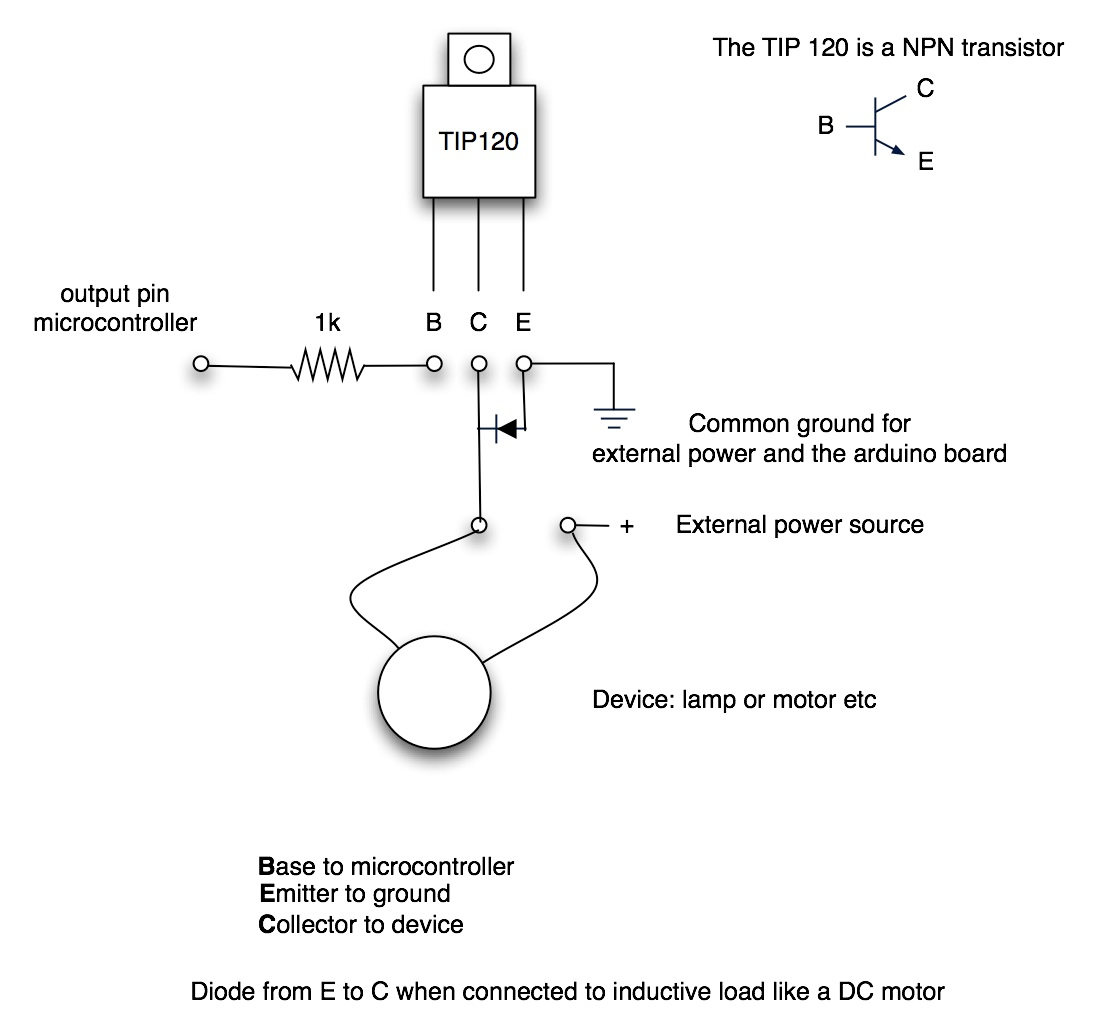 The TIP 120 is a NPN transistor
C
B
E
TIP120
output pin
microcontroller
1k
B C E
Common ground for
external power and the arduino board
+ External power source
Device: lamp or motor etc
Base to microcontroller
Emitter to ground
Collector to device
Diode from E to C when connected to inductive load like a DC motor